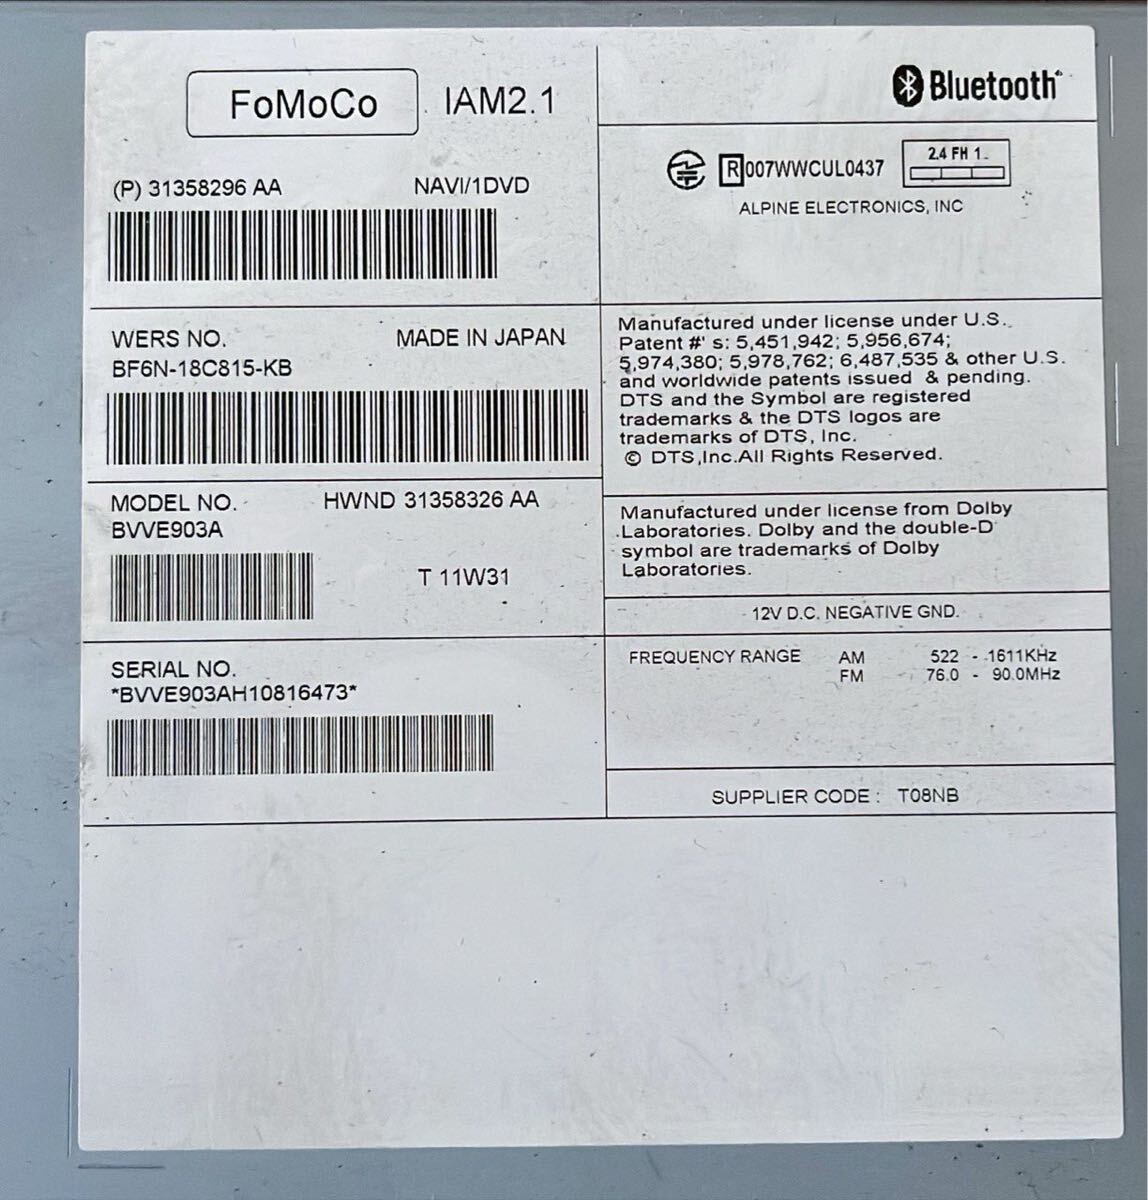 FoMoCo IAM2.1
(P) 31358296 AA NAVI/1DVD
WERS NO. MADE IN JAPAN
BF6N-18C815-KB
MODEL NO. HWND 31358326 AA
BVVE903A
T 11W31
SERIAL NO.
*BVVE903AH10816473*
Bluetooth
R 007WWCUL0437
2.4 FH 1
ALPINE ELECTRONICS, INC
Manufactured under license under U.S.
Patent #' s: 5,451,942; 5,956,674;
5,974,380; 5,978,762; 6,487,535 & other U.S.
and worldwide patents issued & pending.
DTS and the Symbol are registered
trademarks & the DTS logos are
trademarks of DTS, Inc.
© DTS,Inc.All Rights Reserved.
Manufactured under license from Dolby
Laboratories. Dolby and the double-D
symbol are trademarks of Dolby
Laboratories.
12V D.C. NEGATIVE GND.
FREQUENCY RANGE AM 522 - 1611KHz
FM 76.0 - 90.0MHz
SUPPLIER CODE : T08NB